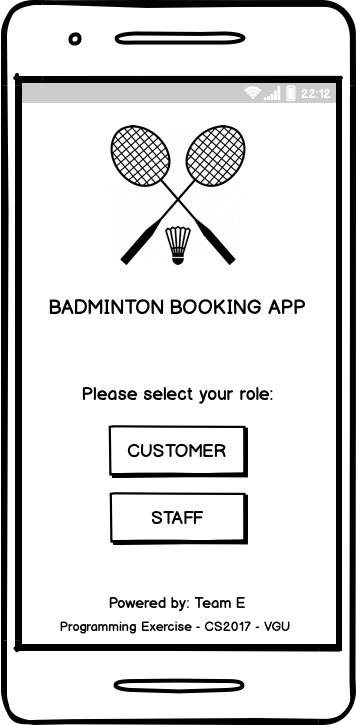 22:12
BADMINTON BOOKING APP
Please select your role:
CUSTOMER
STAFF
Powered by: Team E
Programming Exercise - CS2017 - VGU